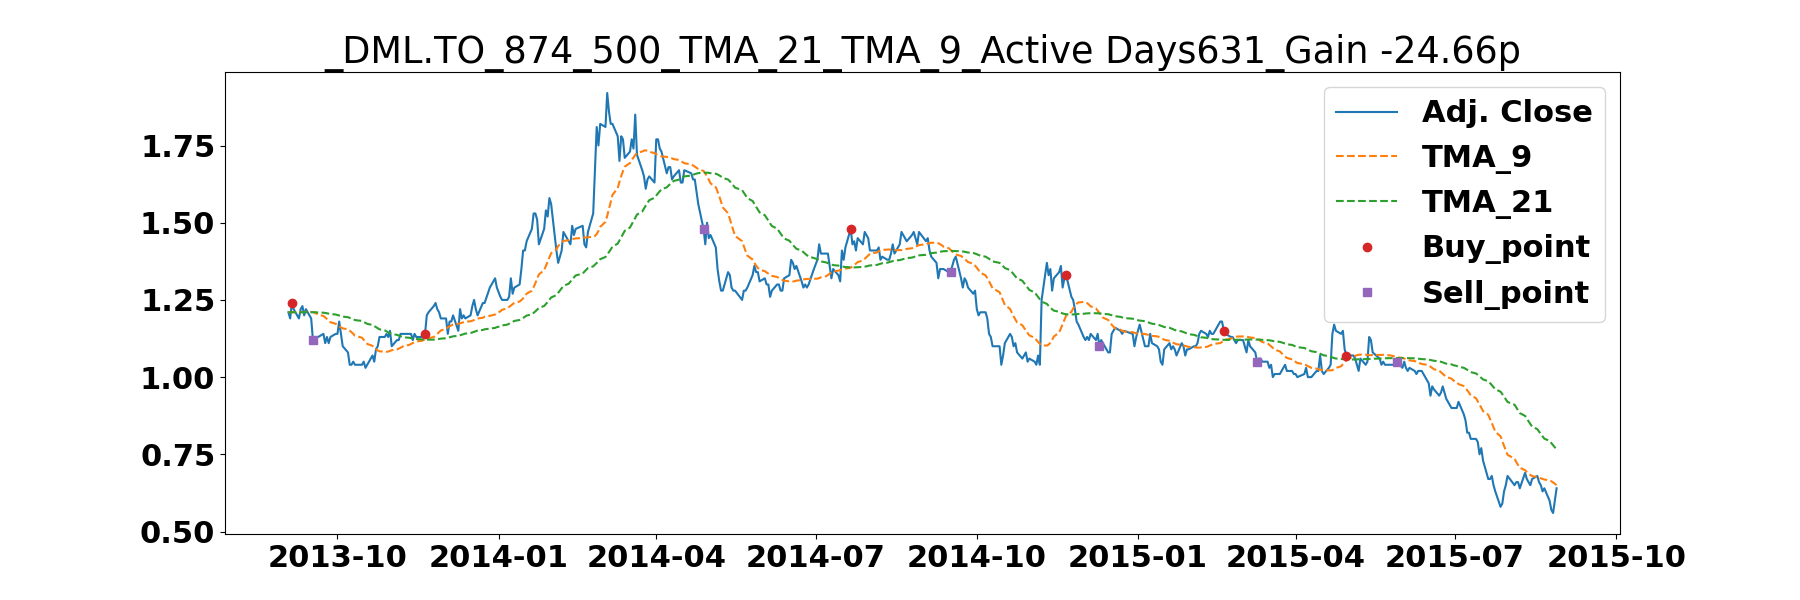 _DML.TO_874_500_TMA_21_TMA_9_Active Days631_Gain -24.66p
Adj. Close
TMA_9
TMA_21
Buy_point
Sell_point
1.75
1.50
1.25
1.00
0.75
0.50
2013-10 2014-01 2014-04 2014-07 2014-10 2015-01 2015-04 2015-07 2015-10